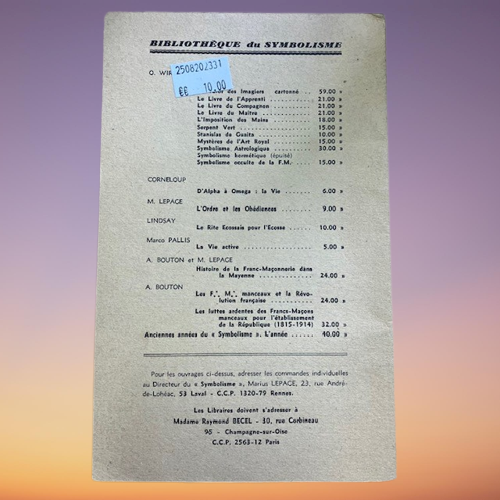 BIBLIOTHÈQUE du SYMBOLISME
O. WIR
2508202331
€€ 10.00
des Imagiers cartonné . 59.00 »
Le Livre de l'Apprenti ........... 21.00 »
Le Livre du Compagnon ........ 21.00 »
Le Livre du Maître .............. 21.00 »
L'Imposition des Mains ......... 18.00 »
Serpent Vert .................. 15.00 »
Stanislas de Guaita ............ 10.00 »
Mystères de l'Art Royal ........ 15.00 »
Symbolisme Astrologique ........ 30.00 »
Symbolisme hermétique (épuisé)
Symbolisme occulte de la F.M. ... 15.00 »
CORNELOUP
D'Alpha à Omega : la Vie ....... 6.00 »
M. LEPAGE
L'Ordre et les Obédiences ........ 9.00 »
LINDSAY
Le Rite Ecossais pour l'Ecosse .. 10.00 »
Marco PALLIS
La Vie active .................. 5.00 »
A. BOUTON et M. LEPAGE
Histoire de la Franc-Maçonnerie dans
la Mayenne .................. 24.00 »
A. BOUTON
Les F∴ M∴ manceaux et la Révo-
lution française .............. 24.00 »
Les luttes ardentes des Francs-Maçons
manceaux pour l'établissement
de la République (1815-1914) 32.00 »
Anciennes années du « Symbolisme ». L'année ...... 40.00 »
Pour les ouvrages ci-dessus, adresser les commandes individuelles
au Directeur du « Symbolisme », Marius LEPAGE, 23, rue André-
de-Lohéac, 53 Laval - C.C.P. 1320-79 Rennes.
Les Libraires doivent s'adresser à
Madame Raymond BECEL - 30, rue Corbineau
95 - Champagne-sur-Oise
C.C.P. 2563-12 Paris